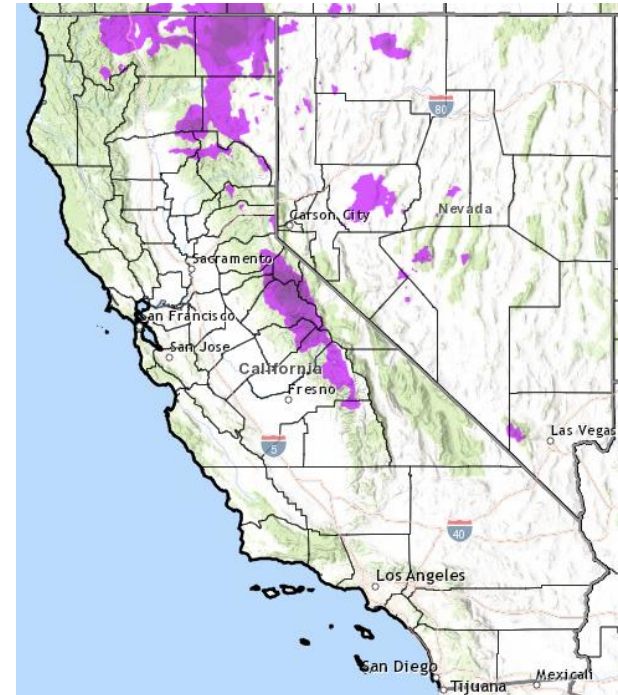 80
Nevada
Carson City
Sacramento
San Francisco
San Jose
California
Fresno
Las Vegas
5
40
Los Angeles
San Diego
Tijuana
Mexicali